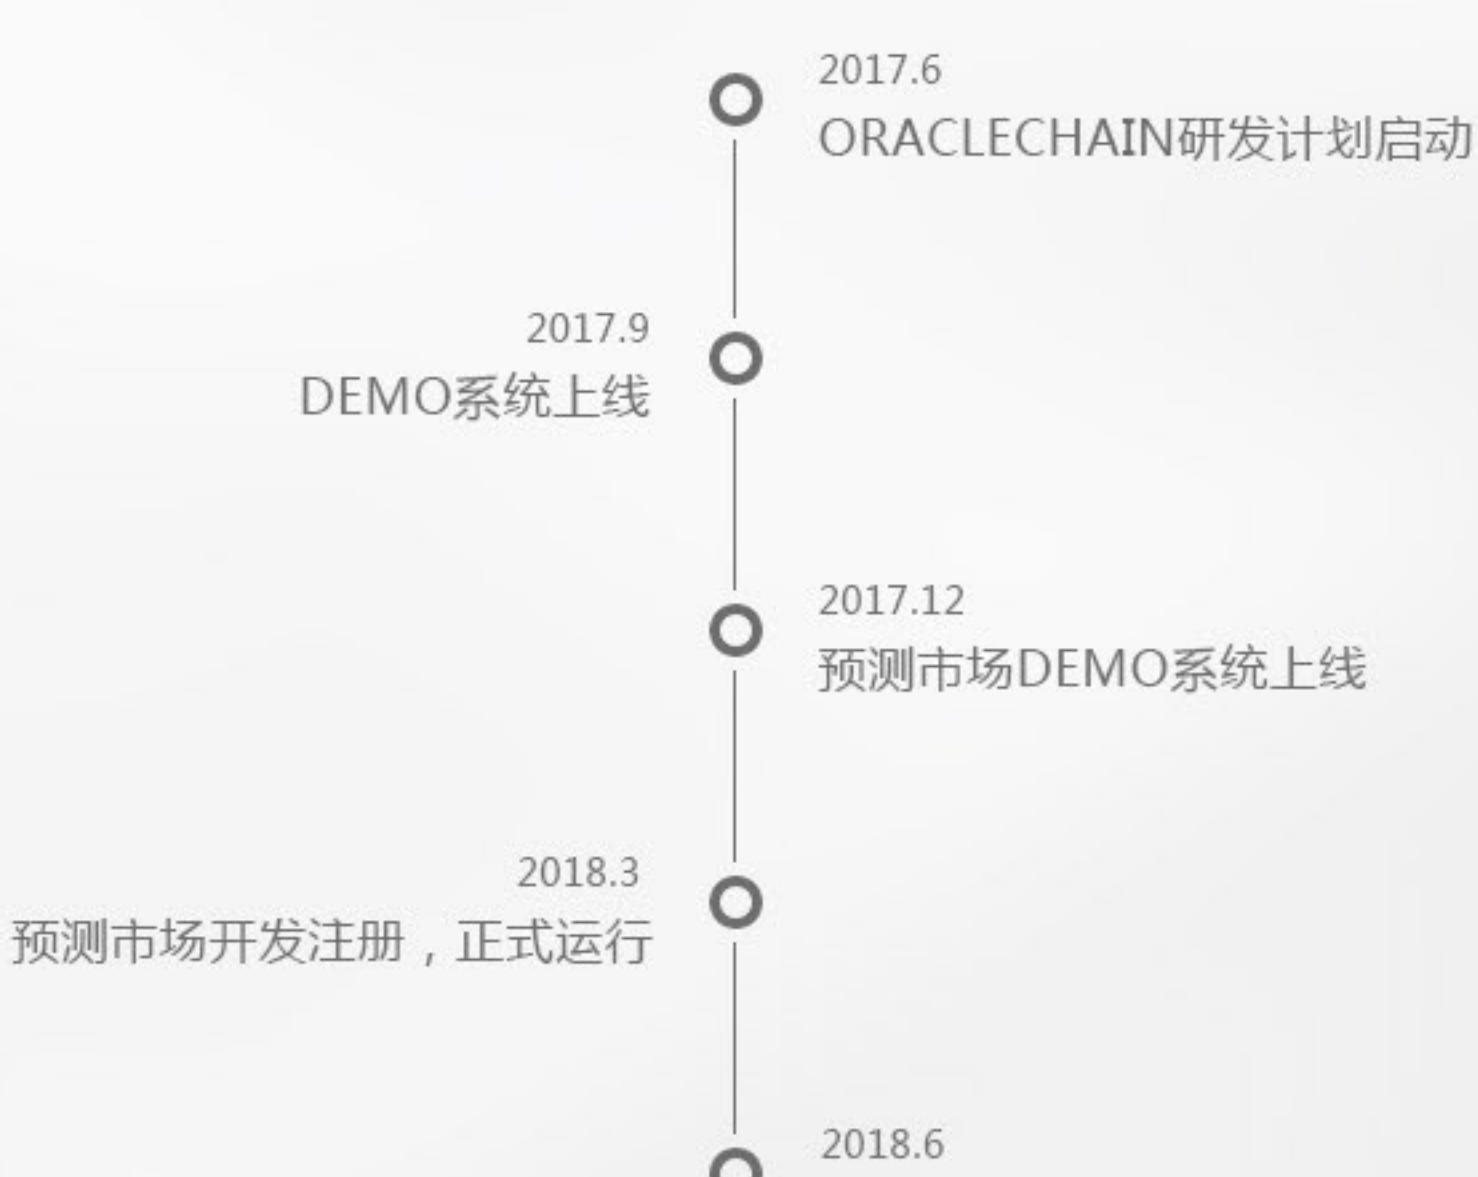 2017.6
ORACLECHAIN研发计划启动
2017.9
DEMO系统上线
2017.12
预测市场DEMO系统上线
2018.3
预测市场开发注册，正式运行
2018.6